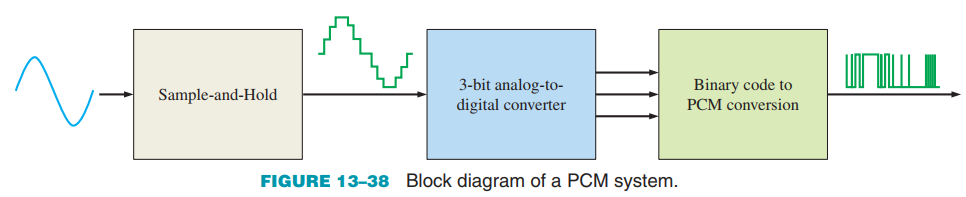 Sample-and-Hold
3-bit analog-to-
digital converter
Binary code to
PCM conversion
FIGURE 13–38 Block diagram of a PCM system.